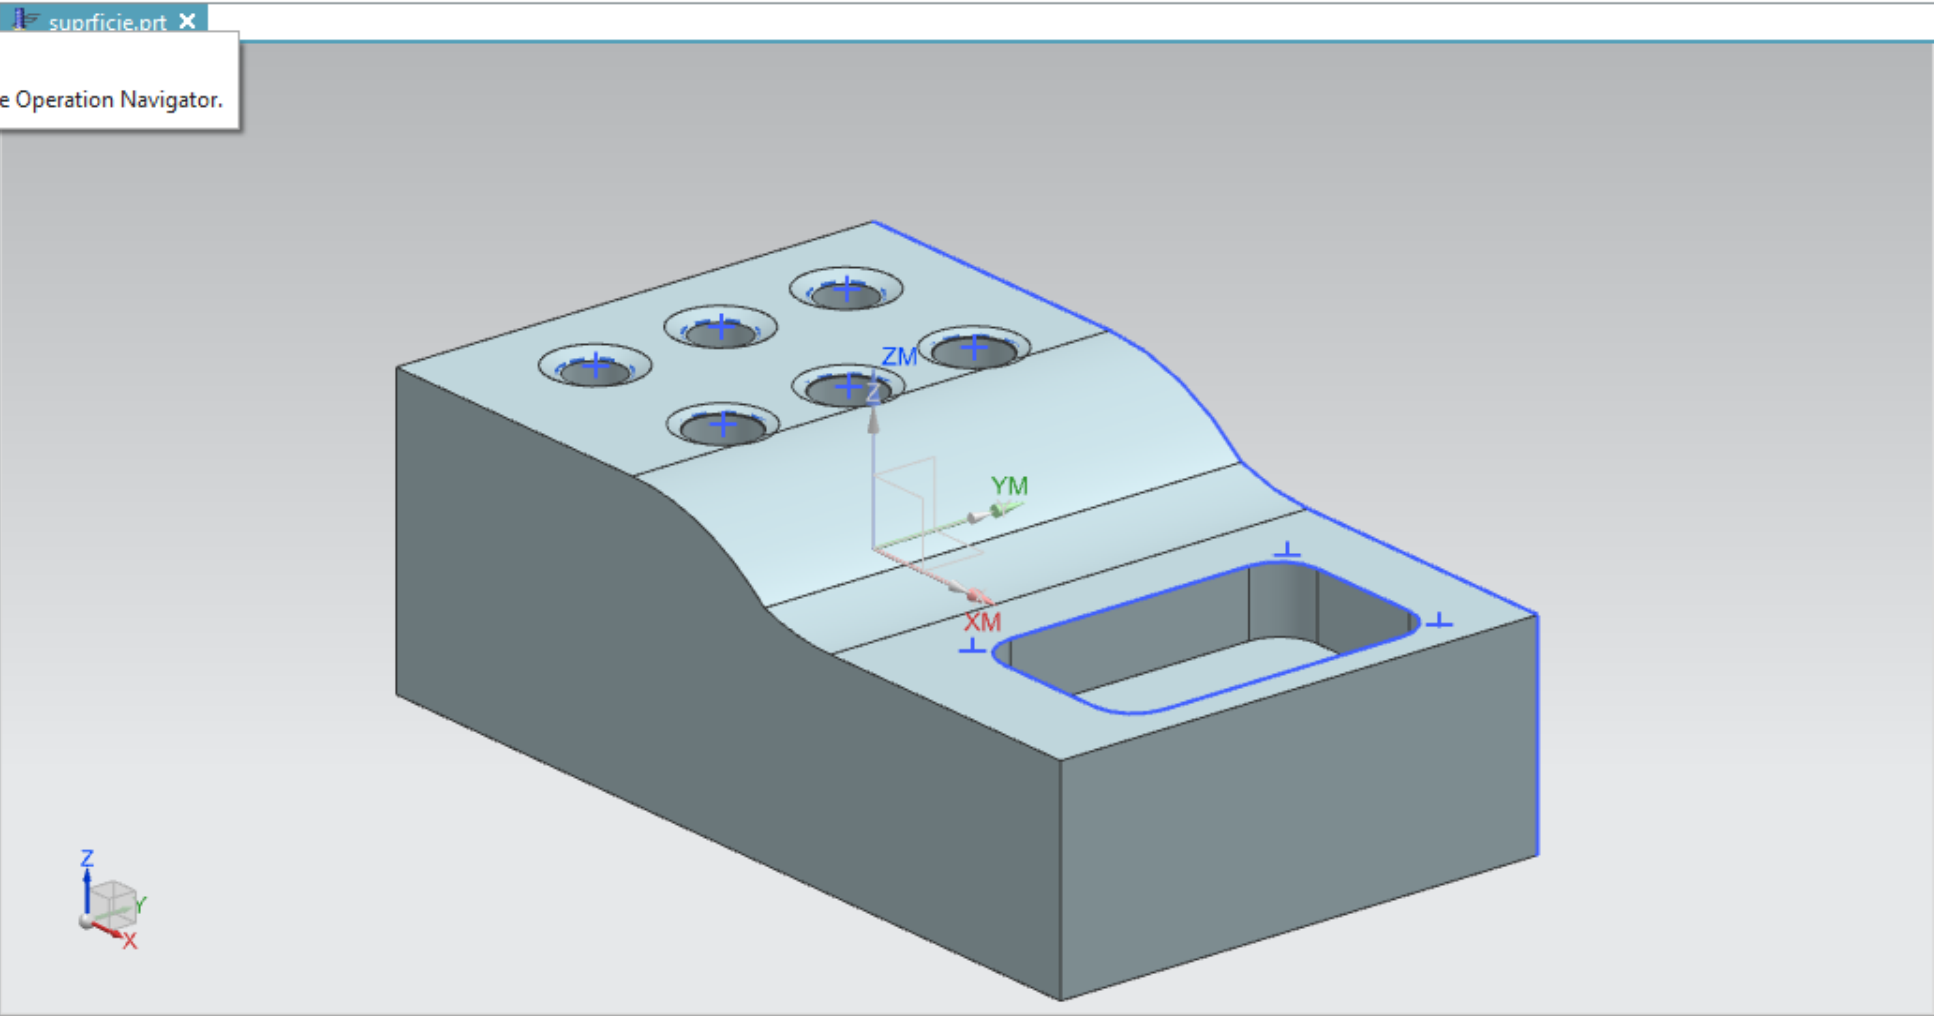 suprficie.prt
e Operation Navigator.
ZM
Z
YM
XM
Z
Y
X